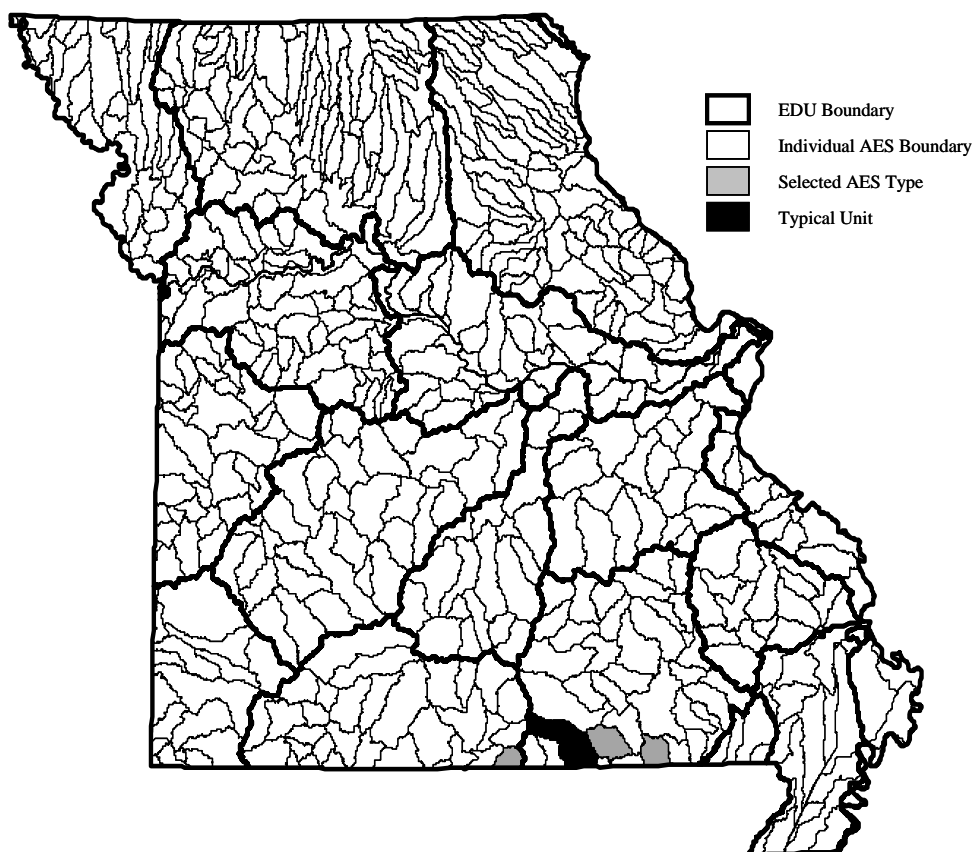 EDU Boundary
Individual AES Boundary
Selected AES Type
Typical Unit